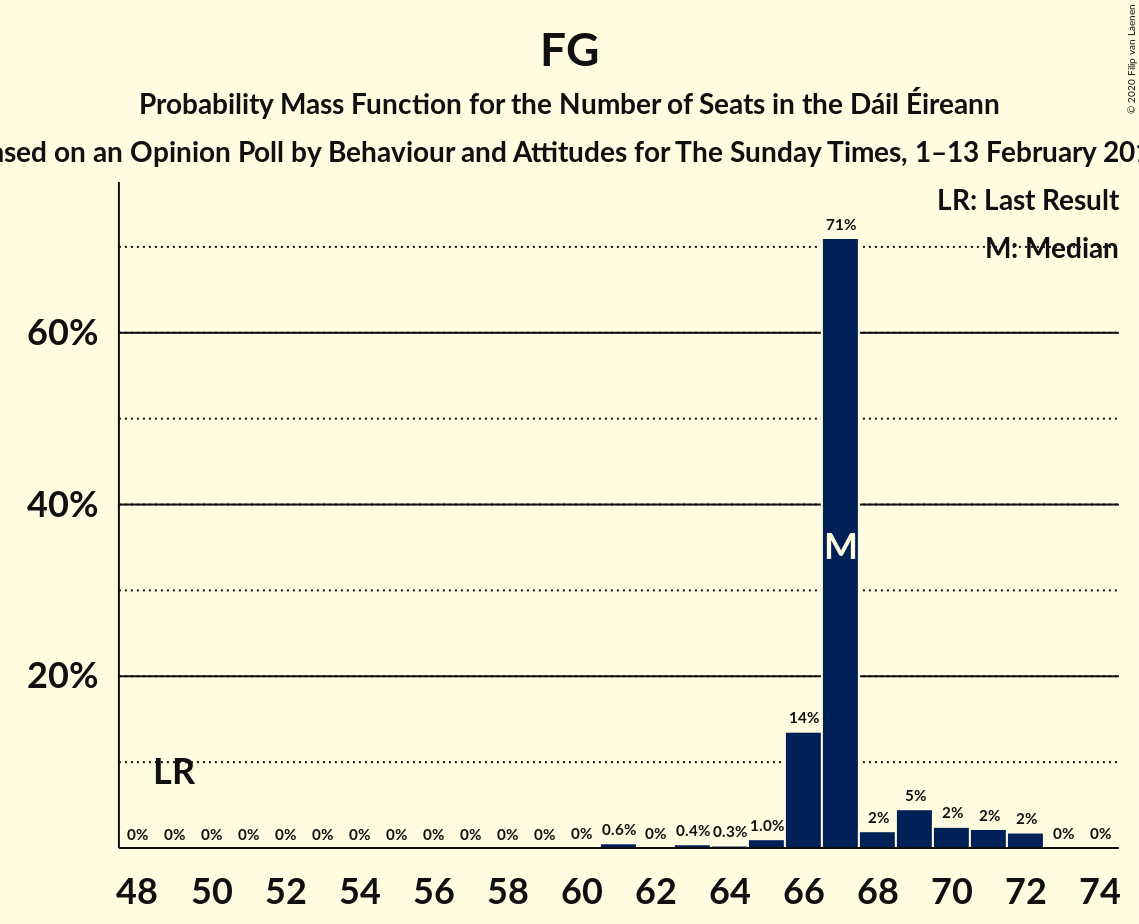 FG
Probability Mass Function for the Number of Seats in the Dáil Éireann
on an Opinion Poll by Behaviour and Attitudes for The Sunday Times, 1–13 February
© 2020 Filip van Laenen
LR: Last Result
M: Median
71%
60%
40%
M
20%
14%
LR
0% 0% 0% 0% 0% 0% 0% 0% 0% 0% 0% 0% 0% 0.6% 0% 0.4% 0.3% 1.0% 2% 5% 2% 2% 2% 0% 0%
48 50 52 54 56 58 60 62 64 66 68 70 72 74